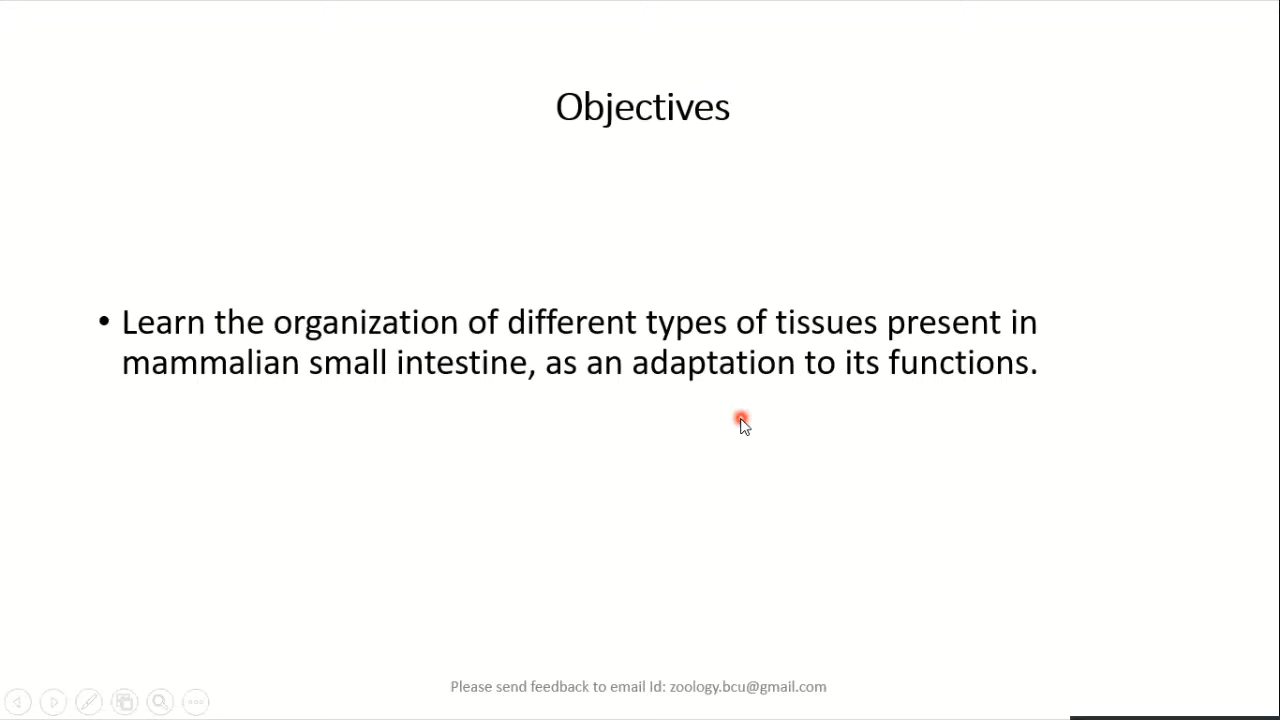 Objectives
• Learn the organization of different types of tissues present in
mammalian small intestine, as an adaptation to its functions.
Please send feedback to email Id: zoology.bcu@gmail.com